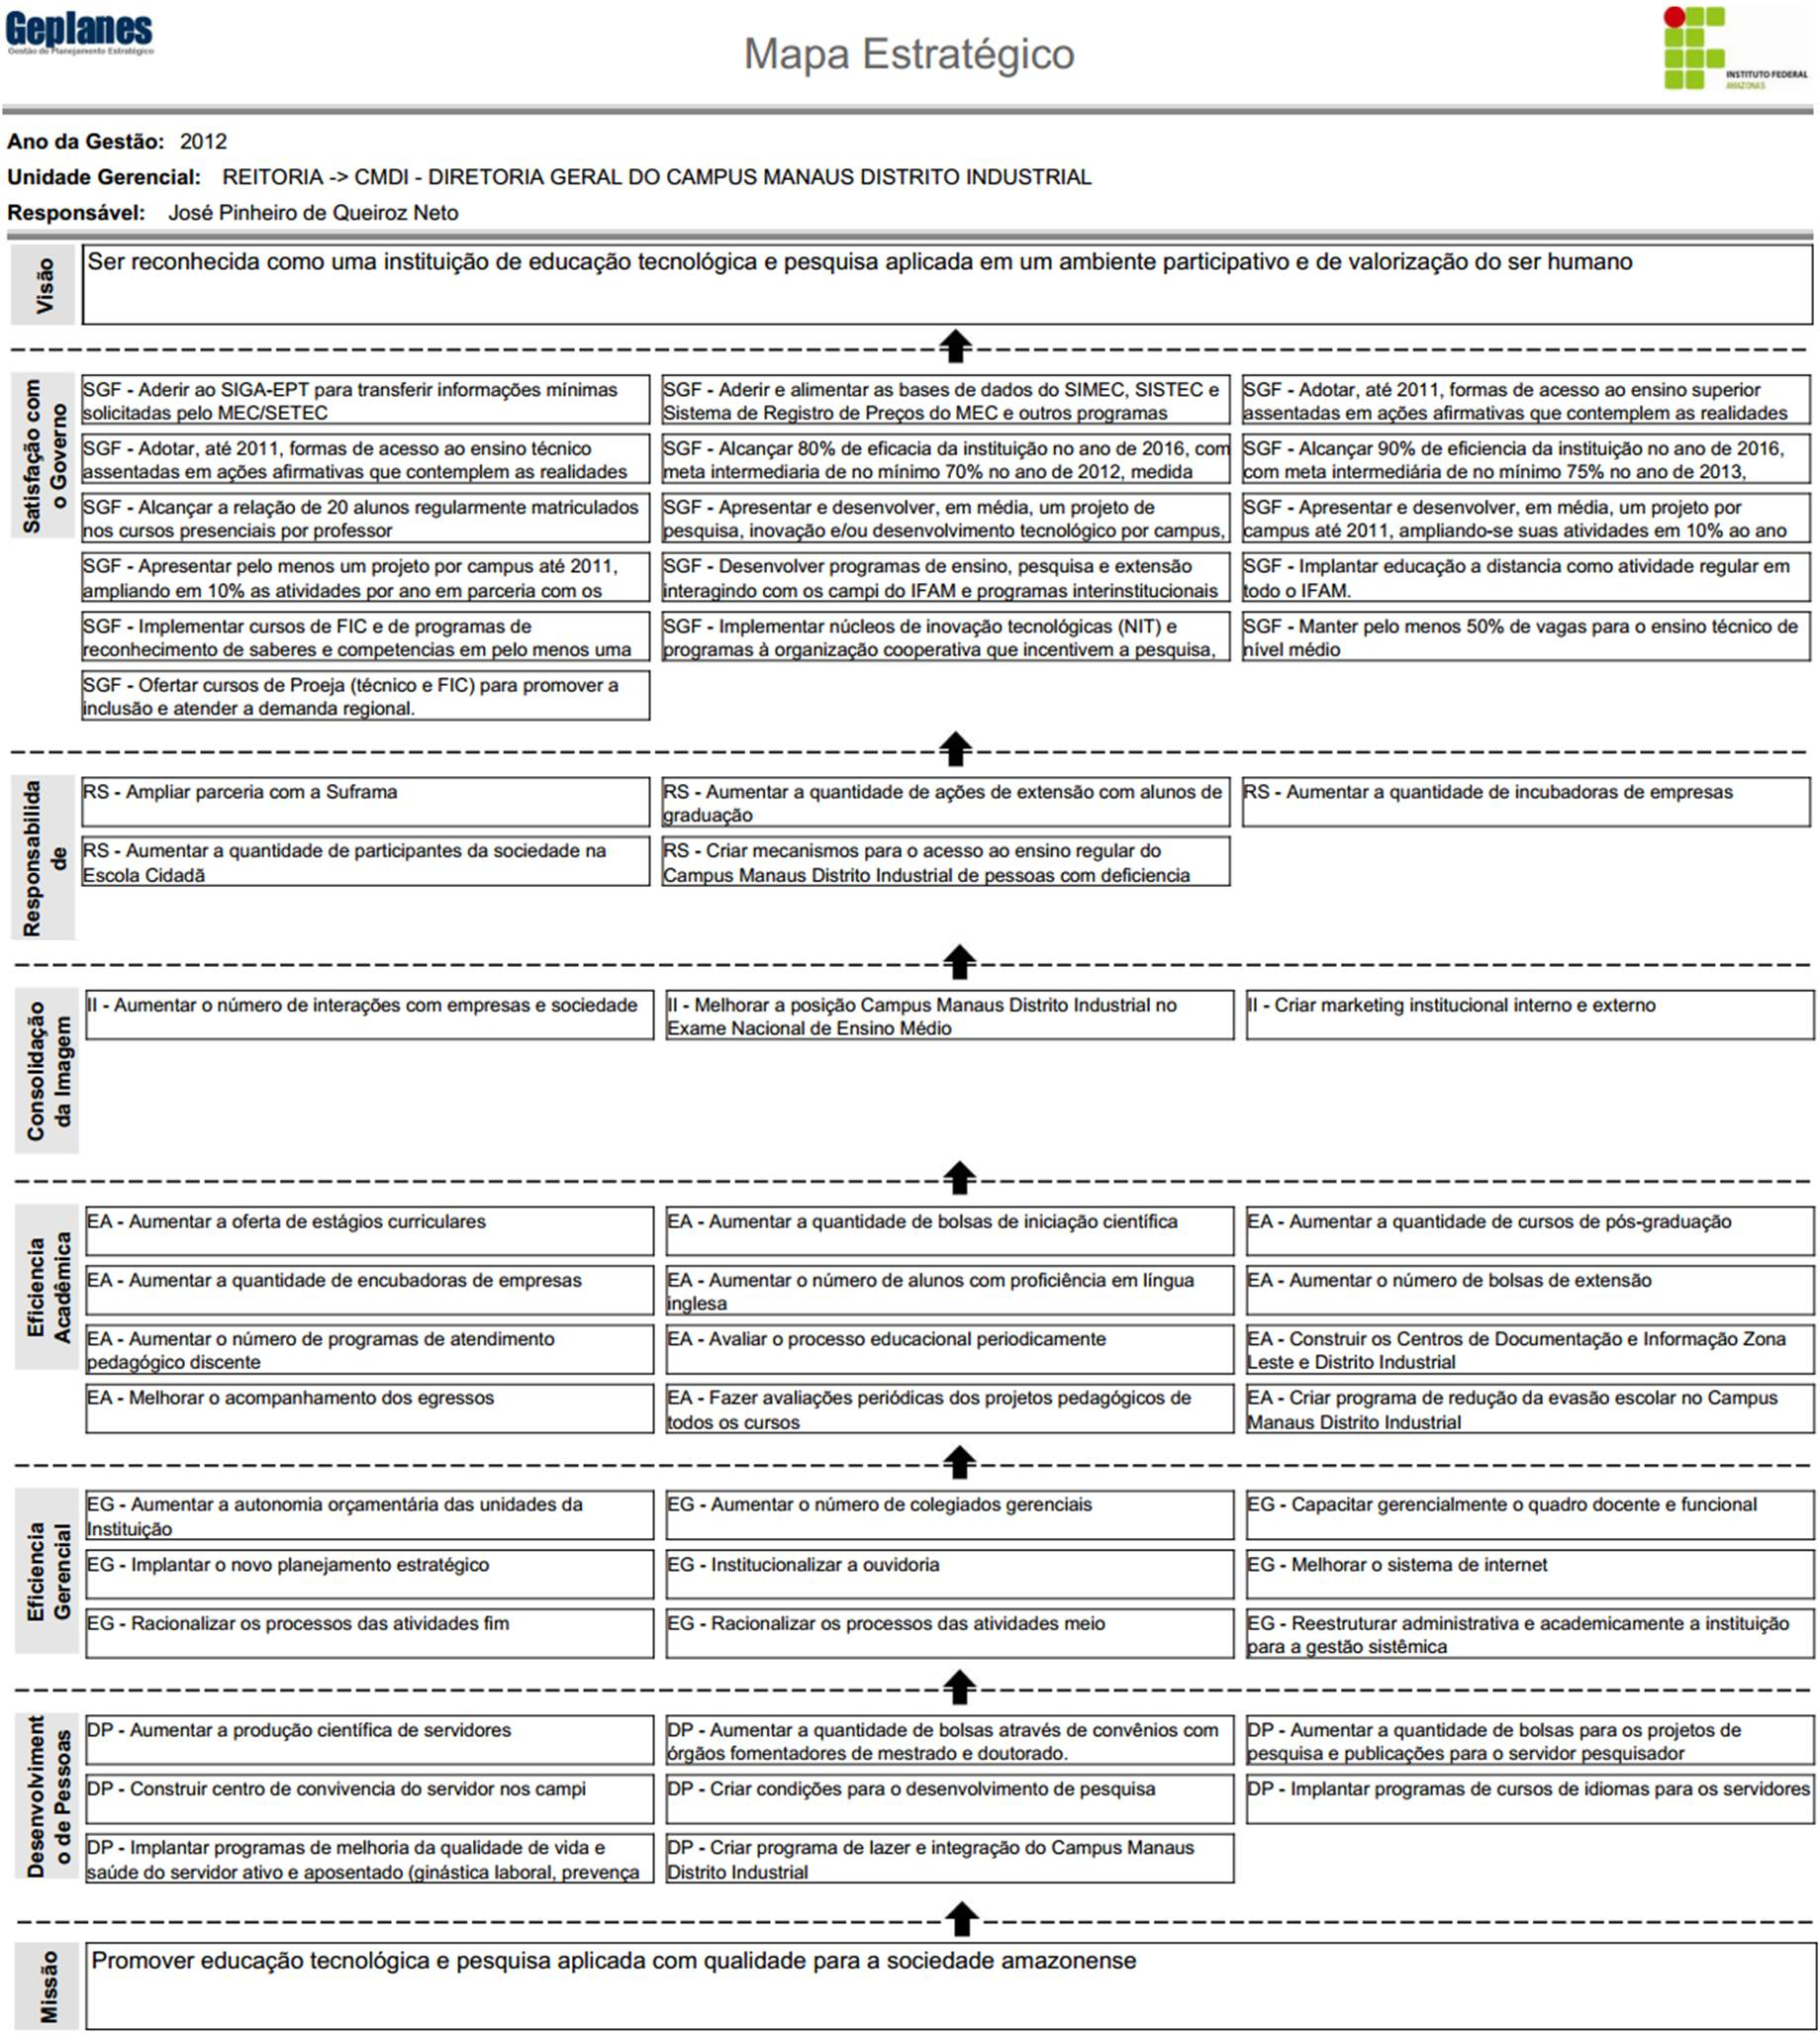 Geplanes
Gestão do Planejamento Estratégico
Mapa Estratégico
INSTITUTO FEDERAL
AMAZONAS
Ano da Gestão: 2012
Unidade Gerencial: REITORIA -> CMDI - DIRETORIA GERAL DO CAMPUS MANAUS DISTRITO INDUSTRIAL
Responsável: José Pinheiro de Queiroz Neto
Visão
Ser reconhecida como uma instituição de educação tecnológica e pesquisa aplicada em um ambiente participativo e de valorização do ser humano
Satisfação com
o Governo
SGF - Aderir ao SIGA-EPT para transferir informações mínimas
solicitadas pelo MEC/SETEC
SGF - Aderir e alimentar as bases de dados do SIMEC, SISTEC e
Sistema de Registro de Preços do MEC e outros programas
SGF - Adotar, até 2011, formas de acesso ao ensino superior
assentadas em ações afirmativas que contemplem as realidades
SGF - Adotar, até 2011, formas de acesso ao ensino técnico
assentadas em ações afirmativas que contemplem as realidades
SGF - Alcançar 80% de eficacia da instituição no ano de 2016, com
meta intermediaria de no mínimo 70% no ano de 2012, medida
SGF - Alcançar 90% de eficiencia da instituição no ano de 2016,
com meta intermediária de no mínimo 75% no ano de 2013,
SGF - Alcançar a relação de 20 alunos regularmente matriculados
nos cursos presenciais por professor
SGF - Apresentar e desenvolver, em média, um projeto de
pesquisa, inovação e/ou desenvolvimento tecnológico por campus,
SGF - Apresentar e desenvolver, em média, um projeto por
campus até 2011, ampliando-se suas atividades em 10% ao ano
SGF - Apresentar pelo menos um projeto por campus até 2011,
ampliando em 10% as atividades por ano em parceria com os
SGF - Desenvolver programas de ensino, pesquisa e extensão
interagindo com os campi do IFAM e programas interinstitucionais
SGF - Implantar educação a distancia como atividade regular em
todo o IFAM.
SGF - Implementar cursos de FIC e de programas de
reconhecimento de saberes e competencias em pelo menos uma
SGF - Implementar núcleos de inovação tecnológicas (NIT) e
programas à organização cooperativa que incentivem a pesquisa,
SGF - Manter pelo menos 50% de vagas para o ensino técnico de
nível médio
SGF - Ofertar cursos de Proeja (técnico e FIC) para promover a
inclusão e atender a demanda regional.
Responsabilida
de
RS - Ampliar parceria com a Suframa
RS - Aumentar a quantidade de ações de extensão com alunos de
graduação
RS - Aumentar a quantidade de incubadoras de empresas
RS - Aumentar a quantidade de participantes da sociedade na
Escola Cidadã
RS - Criar mecanismos para o acesso ao ensino regular do
Campus Manaus Distrito Industrial de pessoas com deficiencia
Consolidação
da Imagem
II - Aumentar o número de interações com empresas e sociedade
II - Melhorar a posição Campus Manaus Distrito Industrial no
Exame Nacional de Ensino Médio
II - Criar marketing institucional interno e externo
Eficiencia
Acadêmica
EA - Aumentar a oferta de estágios curriculares
EA - Aumentar a quantidade de bolsas de iniciação científica
EA - Aumentar a quantidade de cursos de pós-graduação
EA - Aumentar a quantidade de encubadoras de empresas
EA - Aumentar o número de alunos com proficiência em língua
inglesa
EA - Aumentar o número de bolsas de extensão
EA - Aumentar o número de programas de atendimento
pedagógico discente
EA - Avaliar o processo educacional periodicamente
EA - Construir os Centros de Documentação e Informação Zona
Leste e Distrito Industrial
EA - Melhorar o acompanhamento dos egressos
EA - Fazer avaliações periódicas dos projetos pedagógicos de
todos os cursos
EA - Criar programa de redução da evasão escolar no Campus
Manaus Distrito Industrial
Eficiencia
Gerencial
EG - Aumentar a autonomia orçamentária das unidades da
Instituição
EG - Aumentar o número de colegiados gerenciais
EG - Capacitar gerencialmente o quadro docente e funcional
EG - Implantar o novo planejamento estratégico
EG - Institucionalizar a ouvidoria
EG - Melhorar o sistema de internet
EG - Racionalizar os processos das atividades fim
EG - Racionalizar os processos das atividades meio
EG - Reestruturar administrativa e academicamente a instituição
para a gestão sistêmica
Desenvolviment
o de Pessoas
DP - Aumentar a produção científica de servidores
DP - Aumentar a quantidade de bolsas através de convênios com
órgãos fomentadores de mestrado e doutorado.
DP - Aumentar a quantidade de bolsas para os projetos de
pesquisa e publicações para o servidor pesquisador
DP - Construir centro de convivencia do servidor nos campi
DP - Criar condições para o desenvolvimento de pesquisa
DP - Implantar programas de cursos de idiomas para os servidores
DP - Implantar programas de melhoria da qualidade de vida e
saúde do servidor ativo e aposentado (ginástica laboral, prevença
DP - Criar programa de lazer e integração do Campus Manaus
Distrito Industrial
Missão
Promover educação tecnológica e pesquisa aplicada com qualidade para a sociedade amazonense